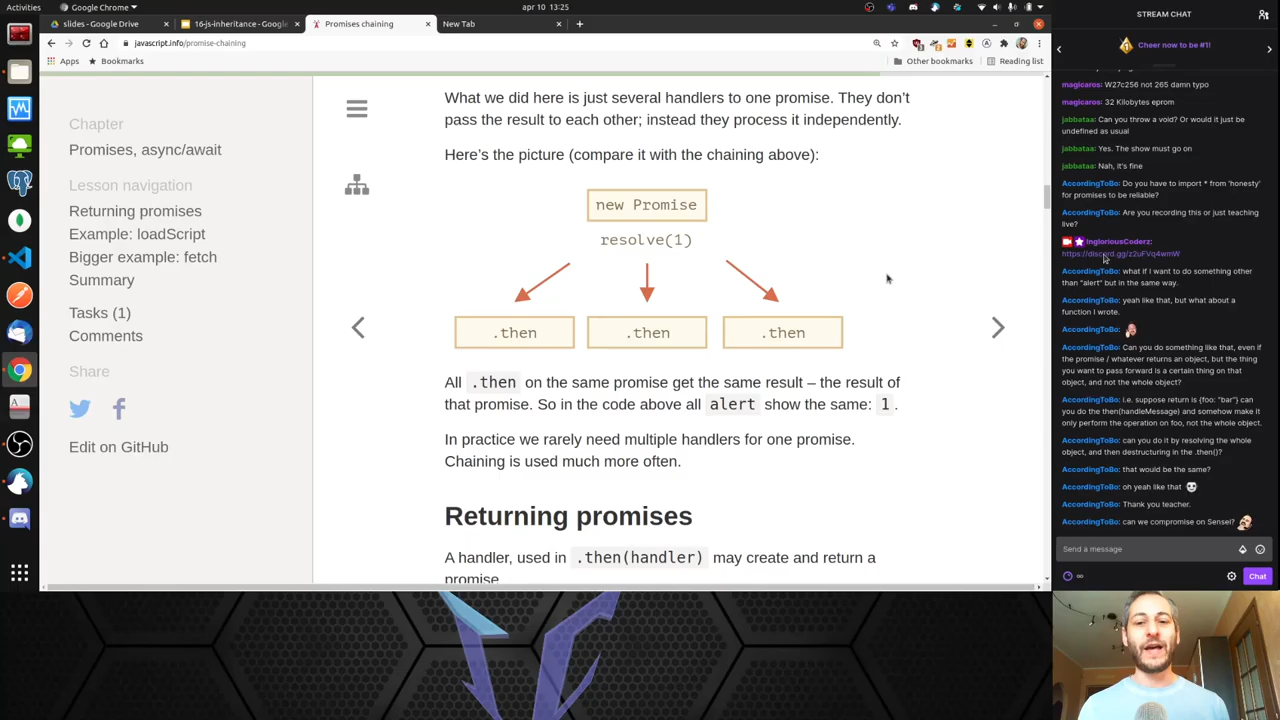 Activities
Google Chrome
apr 10 13:25
slides - Google Drive
16-js-inheritance - Google
Promises chaining
New Tab
javascript.info/promise-chaining
Apps
Bookmarks
Other bookmarks
Reading list
Chapter
Promises, async/await
Lesson navigation
Returning promises
Example: loadScript
Bigger example: fetch
Summary
Tasks (1)
Comments
Share
Edit on GitHub
What we did here is just several handlers to one promise. They don’t
pass the result to each other; instead they process it independently.
Here’s the picture (compare it with the chaining above):
new Promise
resolve(1)
.then
.then
.then
All .then on the same promise get the same result – the result of
that promise. So in the code above all alert show the same: 1.
In practice we rarely need multiple handlers for one promise.
Chaining is used much more often.
Returning promises
A handler, used in .then(handler) may create and return a
promise.
STREAM CHAT
Cheer now to be #1!
magicaros: W27c256 not 265 damn typo
magicaros: 32 Kilobytes eprom
jabbataa: Can you throw a void? Or would it just be
undefined as usual
jabbataa: Yes. The show must go on
jabbataa: Nah, it's fine
AccordingToBo: Do you have to import * from 'honesty'
for promises to be reliable?
AccordingToBo: Are you recording this or just teaching
live?
IngloriousCoderz:
https://discord.gg/z2uFVq4wmW
AccordingToBo: what if I want to do something other
than "alert" but in the same way.
AccordingToBo: yeah like that, but what about a
function I wrote.
AccordingToBo:
AccordingToBo: Can you do something like that, even if
the promise / whatever returns an object, but the thing
you want to pass forward is a certain thing on that
object, and not the whole object?
AccordingToBo: i.e. suppose return is {foo: "bar"} can
you do the then(handleMessage) and somehow make it
only perform the operation on foo, not the whole object.
AccordingToBo: can you do it by resolving the whole
object, and then destructuring in the .then()?
AccordingToBo: that would be the same?
AccordingToBo: oh yeah like that
AccordingToBo: Thank you teacher.
AccordingToBo: can we compromise on Sensei?
Send a message
Chat